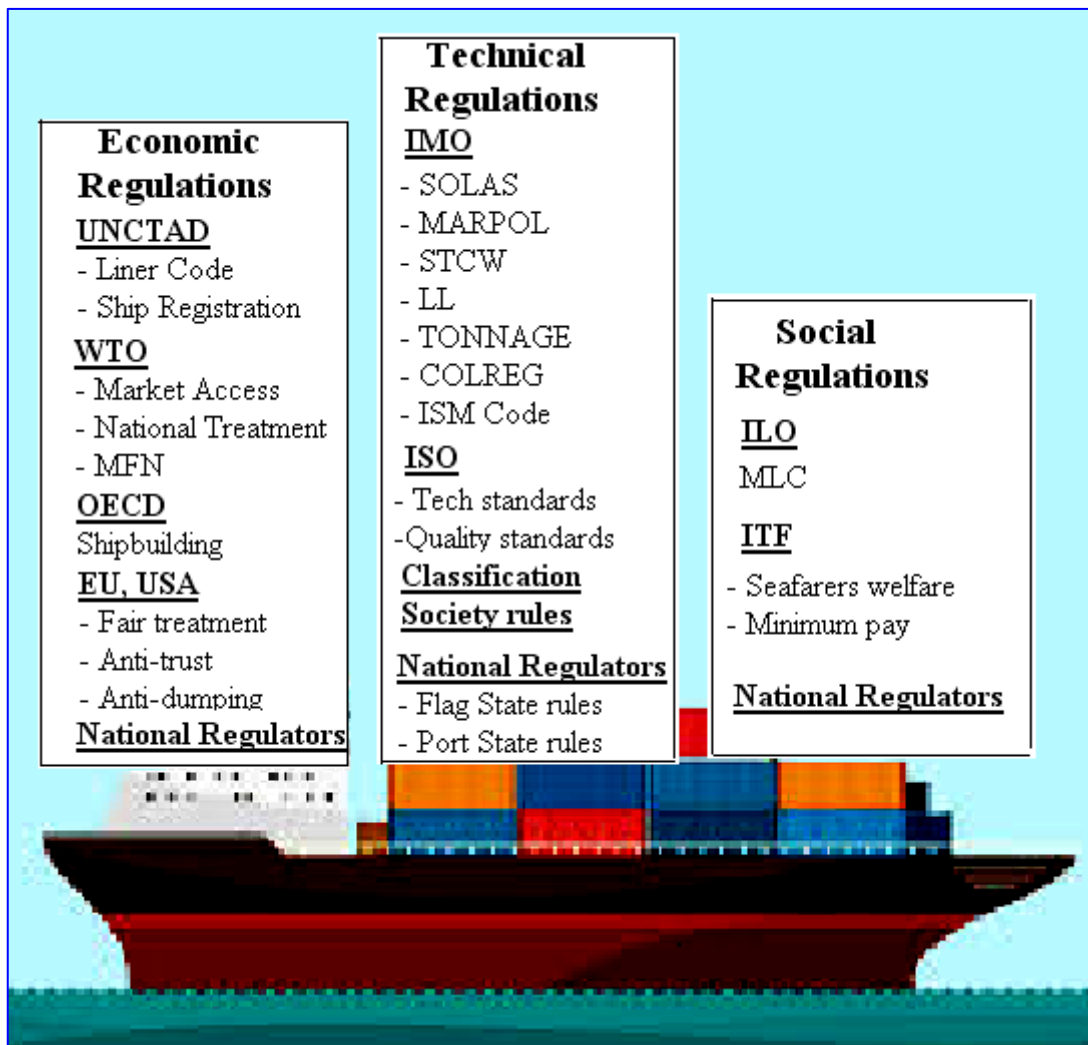 Economic
Regulations
UNCTAD
- Liner Code
- Ship Registration
WTO
- Market Access
- National Treatment
- MFN
OECD
Shipbuilding
EU, USA
- Fair treatment
- Anti-trust
- Anti-dumping
National Regulators
Technical
Regulations
IMO
- SOLAS
- MARPOL
- STCW
- LL
- TONNAGE
- COLREG
- ISM Code
ISO
- Tech standards
-Quality standards
Classification
Society rules
National Regulators
- Flag State rules
- Port State rules
Social
Regulations
ILO
MLC
ITF
- Seafarers welfare
- Minimum pay
National Regulators